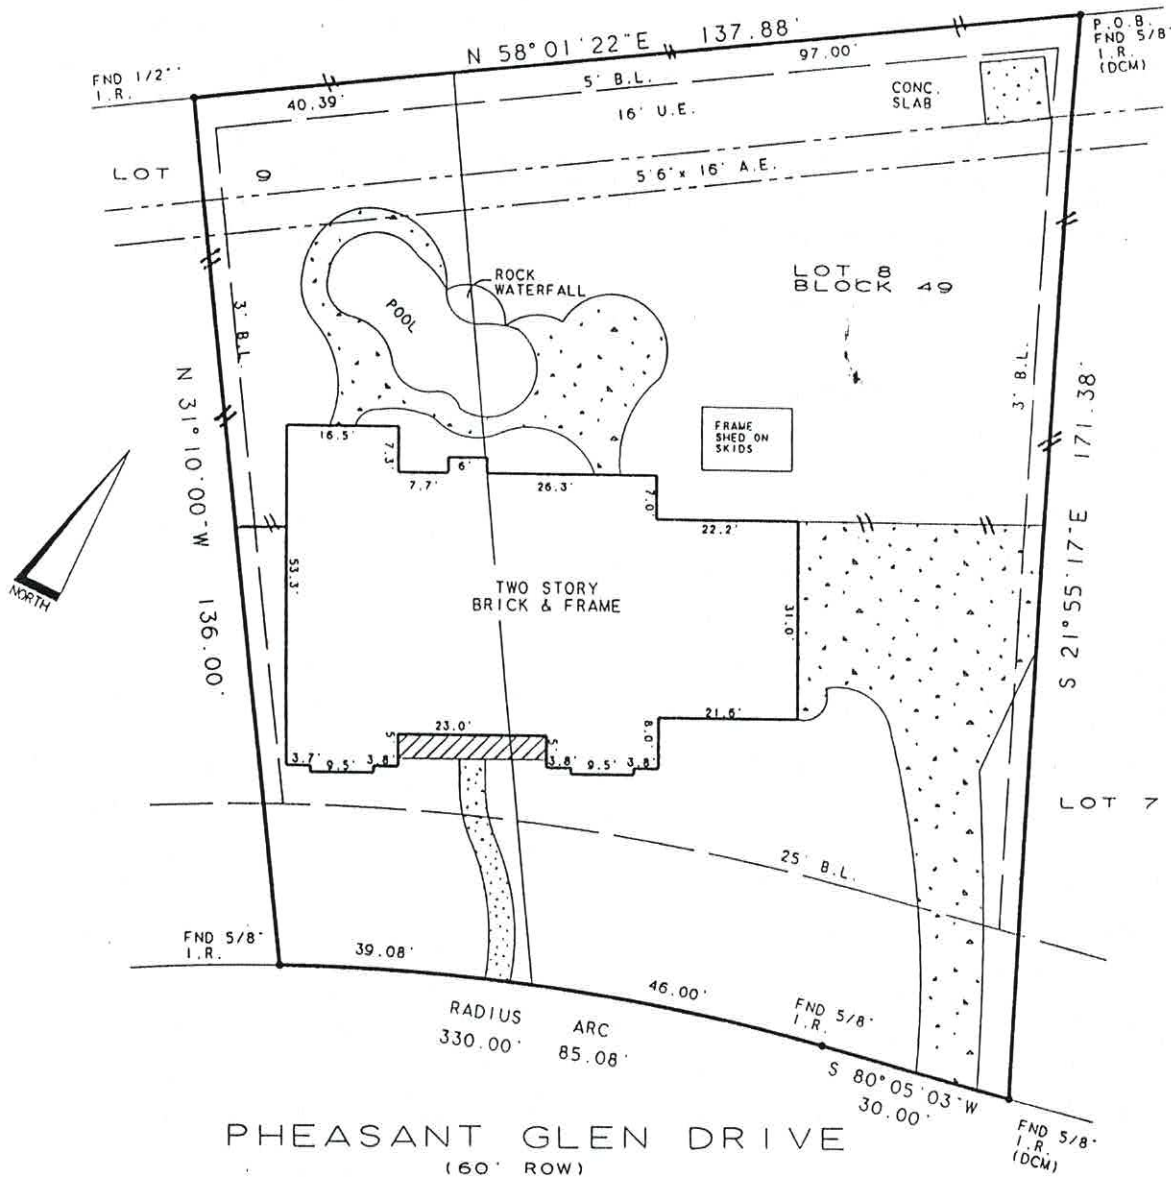 N 58°01'22"E 137.88'
P.O.B.
FND 5/8"
I.R.
(DCM)
FND 1/2"
I.R.
40.39'
5' B.L.
97.00'
16' U.E.
CONC.
SLAB
LOT 9
5'6"x 16' A.E.
ROCK
WATERFALL
POOL
LOT 8
BLOCK 49
3' B.L.
3' B.L.
N 31°10'00"W 136.00'
S 21°55'17"E 171.38'
FRAME
SHED ON
SKIDS
16.5'
7.3'
7.7'
6'
26.3'
7.0'
22.2'
NORTH
53.3'
TWO STORY
BRICK & FRAME
31.0'
23.0'
21.6'
8.0'
5'
5'
3.7'
9.5'
3.8'
3.8'
9.5'
3.8'
LOT 7
25' B.L.
FND 5/8"
I.R.
39.08'
46.00'
FND 5/8"
I.R.
RADIUS
330.00'
ARC
85.08'
S 80°05'03"W
30.00'
FND 5/8"
I.R.
(DCM)
PHEASANT GLEN DRIVE
(60' ROW)